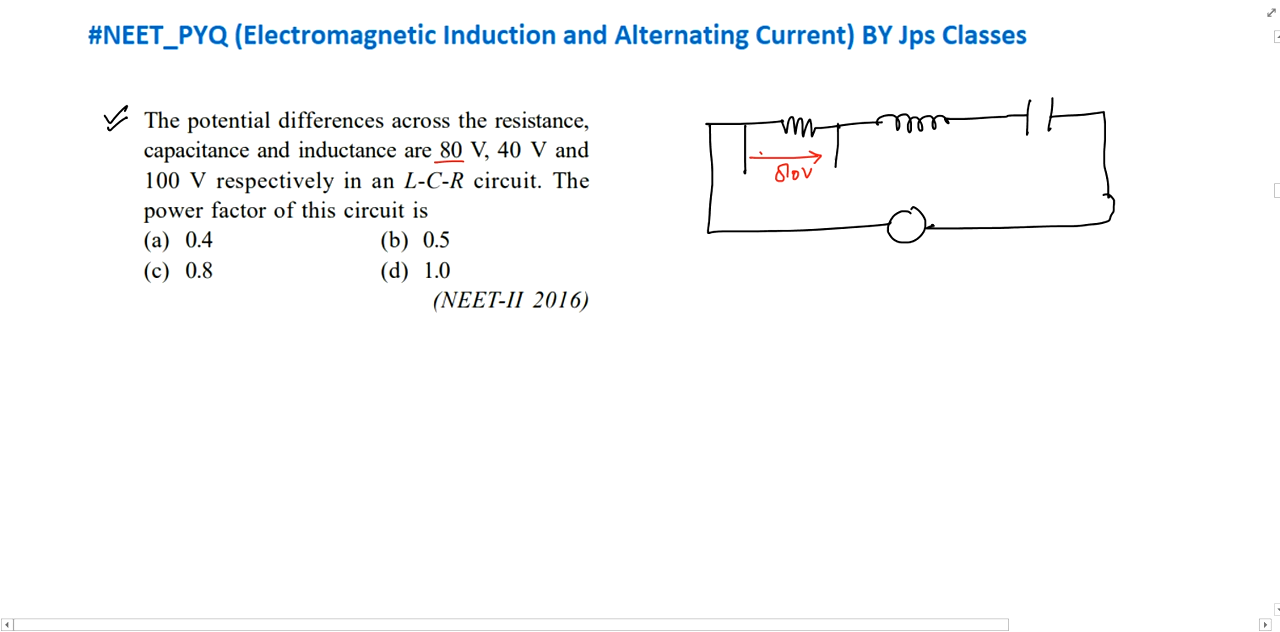 #NEET_PYQ (Electromagnetic Induction and Alternating Current) BY Jps Classes
The potential differences across the resistance,
capacitance and inductance are 80 V, 40 V and
100 V respectively in an L-C-R circuit. The
power factor of this circuit is
(a) 0.4 (b) 0.5
(c) 0.8 (d) 1.0
(NEET-II 2016)
80V